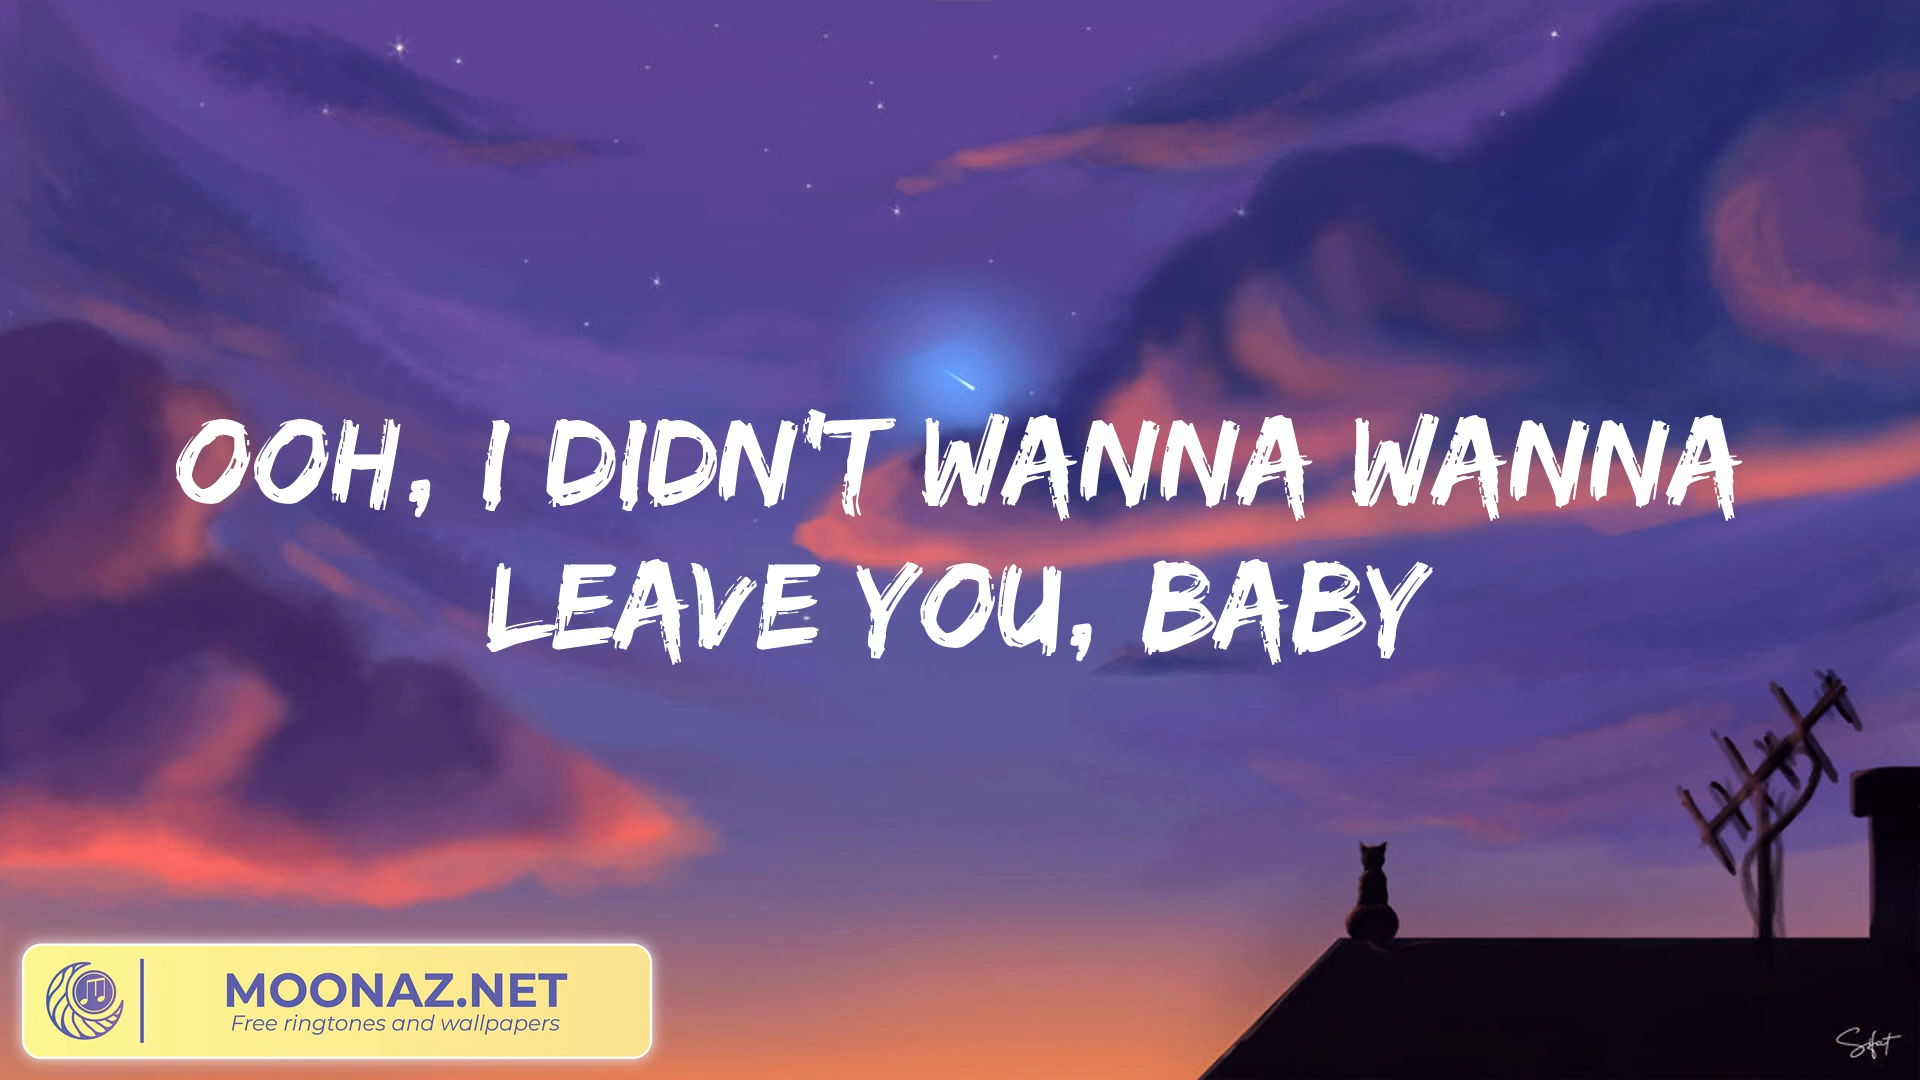 OOH, I DIDN'T WANNA WANNA
LEAVE YOU, BABY
MOONAZ.NET
Free ringtones and wallpapers